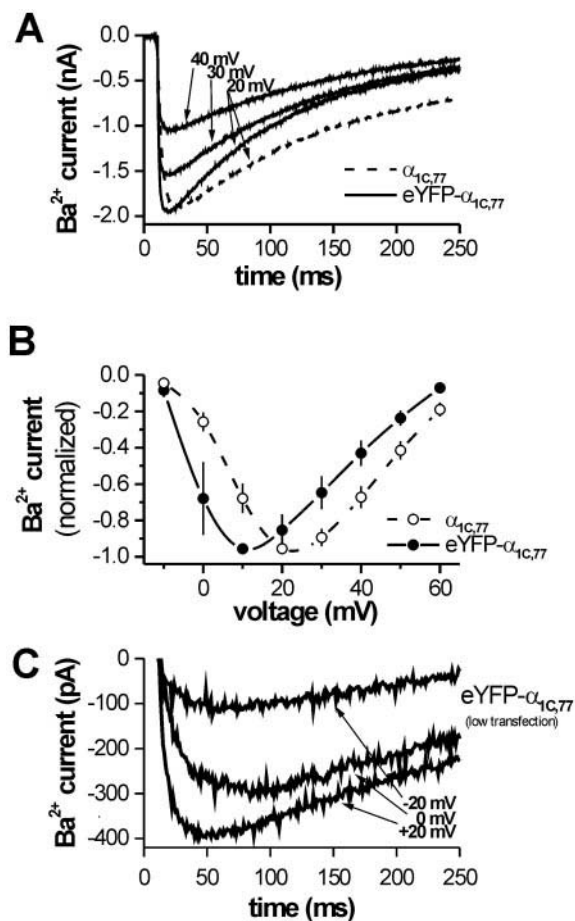 A
Ba2+ current (nA)
0.0
-0.5
-1.0
-1.5
-2.0
40 mV
30 mV
20 mV
α1C,77
eYFP-α1C,77
0 50 100 150 200 250
time (ms)
B
Ba2+ current
(normalized)
0.0
-0.2
-0.4
-0.6
-0.8
-1.0
α1C,77
eYFP-α1C,77
0 20 40 60
voltage (mV)
C
Ba2+ current (pA)
0
-100
-200
-300
-400
eYFP-α1C,77
(low transfection)
-20 mV
0 mV
+20 mV
0 50 100 150 200 250
time (ms)